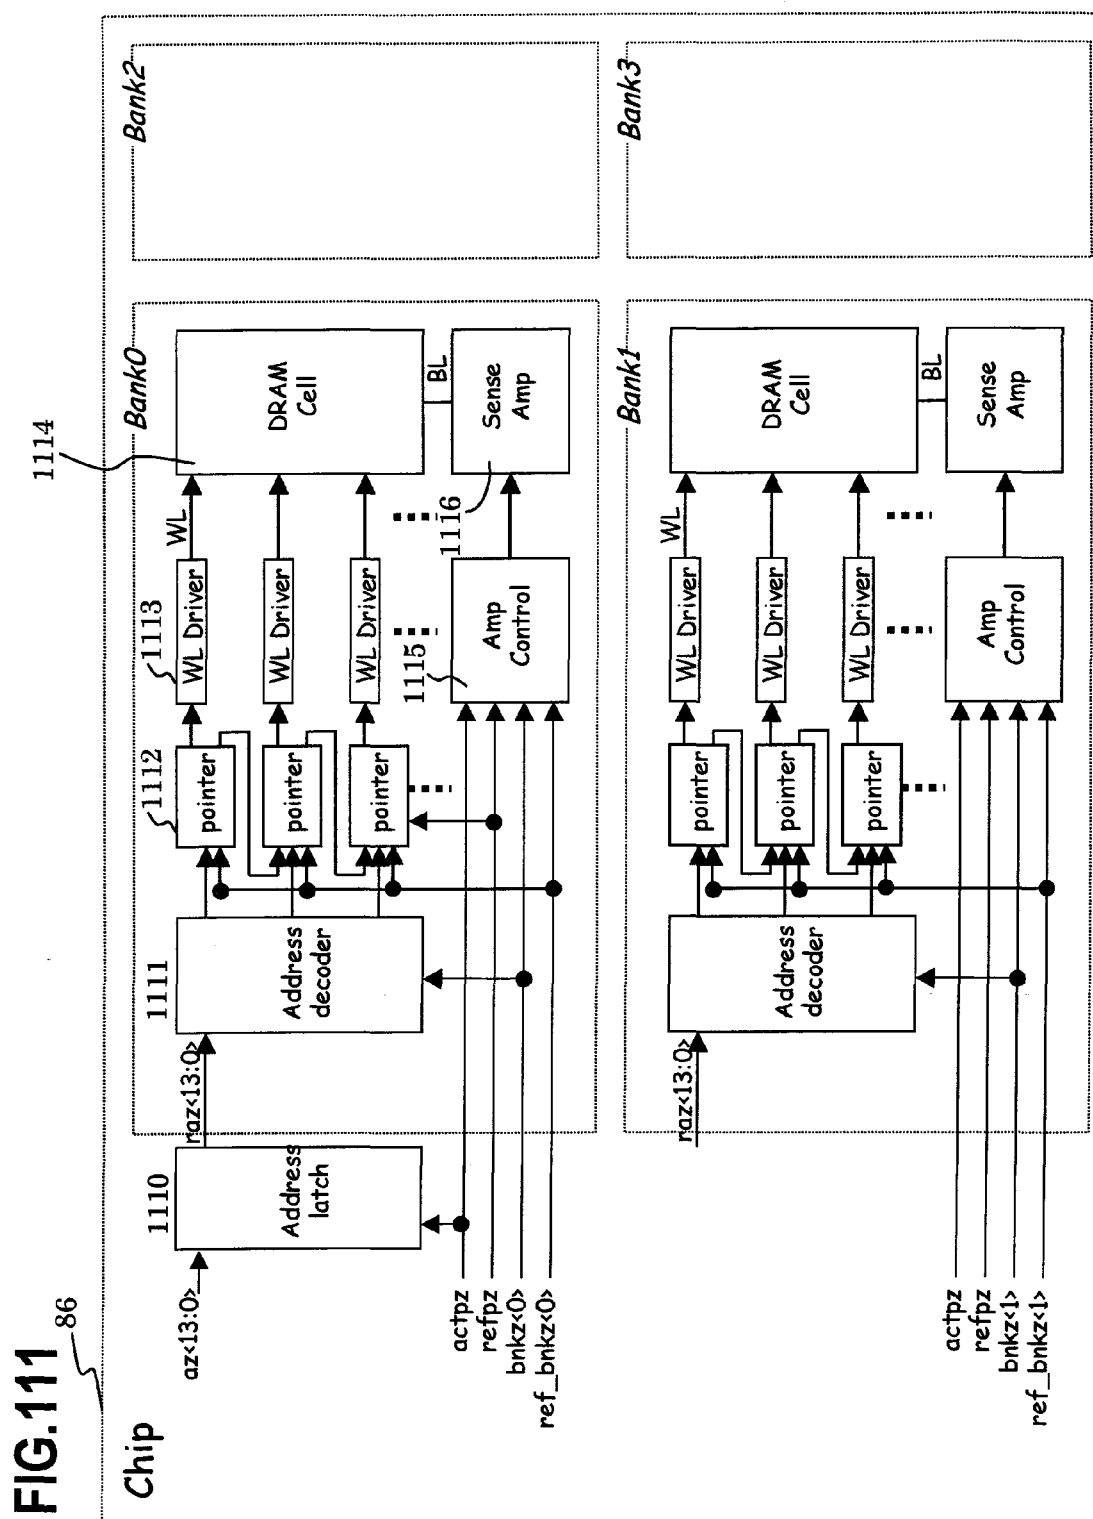 FIG.111
86
Chip
Bank0
Bank2
1110
1111
1112
1113
1114
az<13:0>
Address
latch
raz<13:0>
Address
decoder
pointer
WL Driver
WL
DRAM
Cell
pointer
WL Driver
pointer
WL Driver
BL
1115
1116
Amp
Control
Sense
Amp
actpz
refpz
bnkz<0>
ref_bnkz<0>
Bank1
Bank3
raz<13:0>
Address
decoder
pointer
WL Driver
WL
DRAM
Cell
pointer
WL Driver
pointer
WL Driver
BL
Amp
Control
Sense
Amp
actpz
refpz
bnkz<1>
ref_bnkz<1>